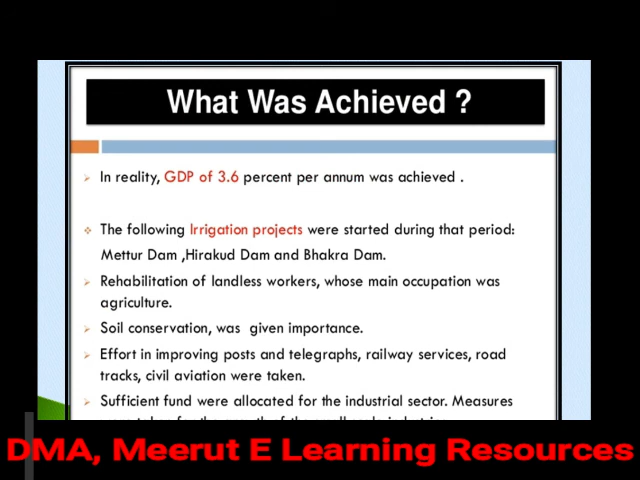 What Was Achieved ?
In reality, GDP of 3.6 percent per annum was achieved .
The following Irrigation projects were started during that period:
Mettur Dam ,Hirakud Dam and Bhakra Dam.
Rehabilitation of landless workers, whose main occupation was
agriculture.
Soil conservation, was given importance.
Effort in improving posts and telegraphs, railway services, road
tracks, civil aviation were taken.
Sufficient fund were allocated for the industrial sector. Measures
DMA, Meerut E Learning Resources